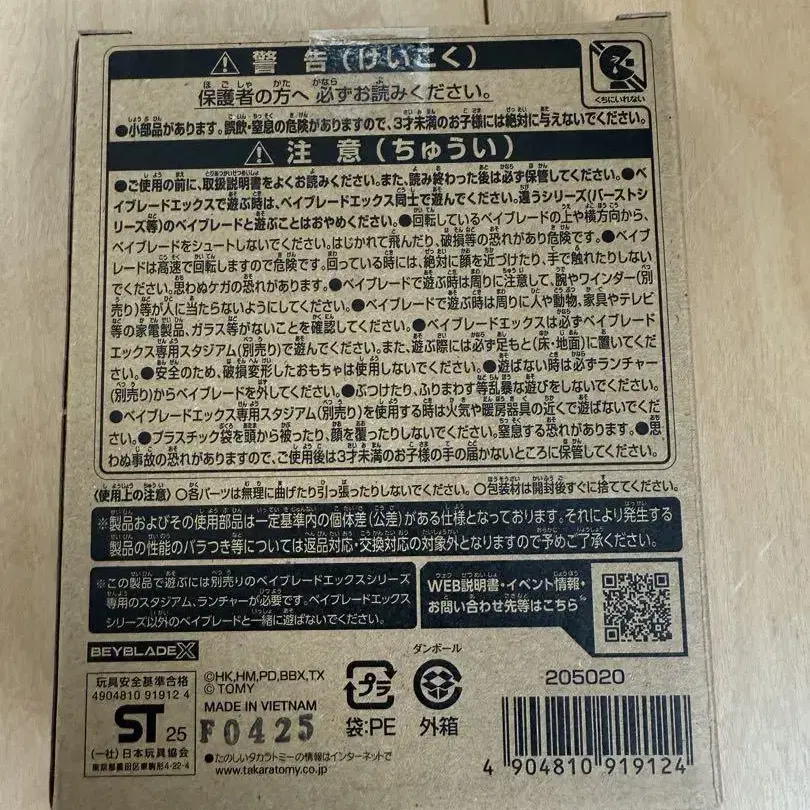 警告(けいこく)
くちにいれない
保護者の方へ 必ずお読みください。
●小部品があります。誤飲・窒息の危険がありますので、3才未満のお子様には絶対に与えないでください。
注意(ちゅうい)
●ご使用の前に、取扱説明書をよくお読みください。また、読み終わった後は必ず保管してください。●ベ
イブレードエックスで遊ぶ時は、ベイブレードエックス同士で遊んでください。違うシリーズ(バーストシ
リーズ等)のベイブレードと遊ぶことはおやめください。●回転しているベイブレードの上や横方向から、
ベイブレードをシュートしないでください。はじかれて飛んだり、破損等の恐れがあり危険です。●ベイブ
レードは高速で回転しますので危険です。回っている時には、絶対に顔を近づけたり、手で触れたりしない
でください。思わぬケガの恐れがあります。●ベイブレードで遊ぶ時は周りに注意して、腕やワインダー(別
売り)等が人に当たらないようにしてください。●ベイブレードで遊ぶ時は周りに人や動物、家具やテレビ
等の家電製品、ガラス等がないことを確認してください。●ベイブレードエックスは必ずベイブレード
エックス専用スタジアム(別売り)で遊んでください。また、遊ぶ際には必ず足もと(床・地面)に置いてくだ
さい。●安全のため、破損変形したおもちゃは使用しないでください。●遊ばない時は必ずランチャー
(別売り)からベイブレードを外してください。●ぶつけたり、ふりまわす等乱暴な遊びをしないでください。
●ベイブレードエックス専用スタジアム(別売り)を使用する時は火気や暖房器具の近くで遊ばないでくだ
さい。●プラスチック袋を頭から被ったり、顔を覆ったりしないでください。窒息する恐れがあります。●思
わぬ事故の恐れがありますので、ご使用後は3才未満のお子様の手の届かないところに保管してください。
〈使用上の注意〉○各パーツは無理に曲げたり引っ張ったりしないでください。○包装材は開封後すぐに捨ててください。
※製品およびその使用部品は一定基準内の個体差(公差)がある仕様となっております。それにより発生する
製品の性能のバラつき等については返品対応・交換対応の対象外となりますので予めご了承ください。
※この製品で遊ぶには別売りのベイブレードエックスシリーズ
専用のスタジアム、ランチャーが必要です。ベイブレードエックス
シリーズ以外のベイブレードと一緒に遊ばないでください。
WEB説明書・イベント情報・
お問い合わせ先等はこちら
BEYBLADE X
玩具安全基準合格
4904810 91912 4
ST 25
(一社)日本玩具協会
東京都墨田区東駒形4-22-4
©HK,HM,PD,BBX,TX
© TOMY
MADE IN VIETNAM
F0425
●たのしいタカラトミーの情報はインターネットで
www.takaratomy.co.jp
プラ
袋:PE
ダンボール
外箱
205020
4 904810 919124